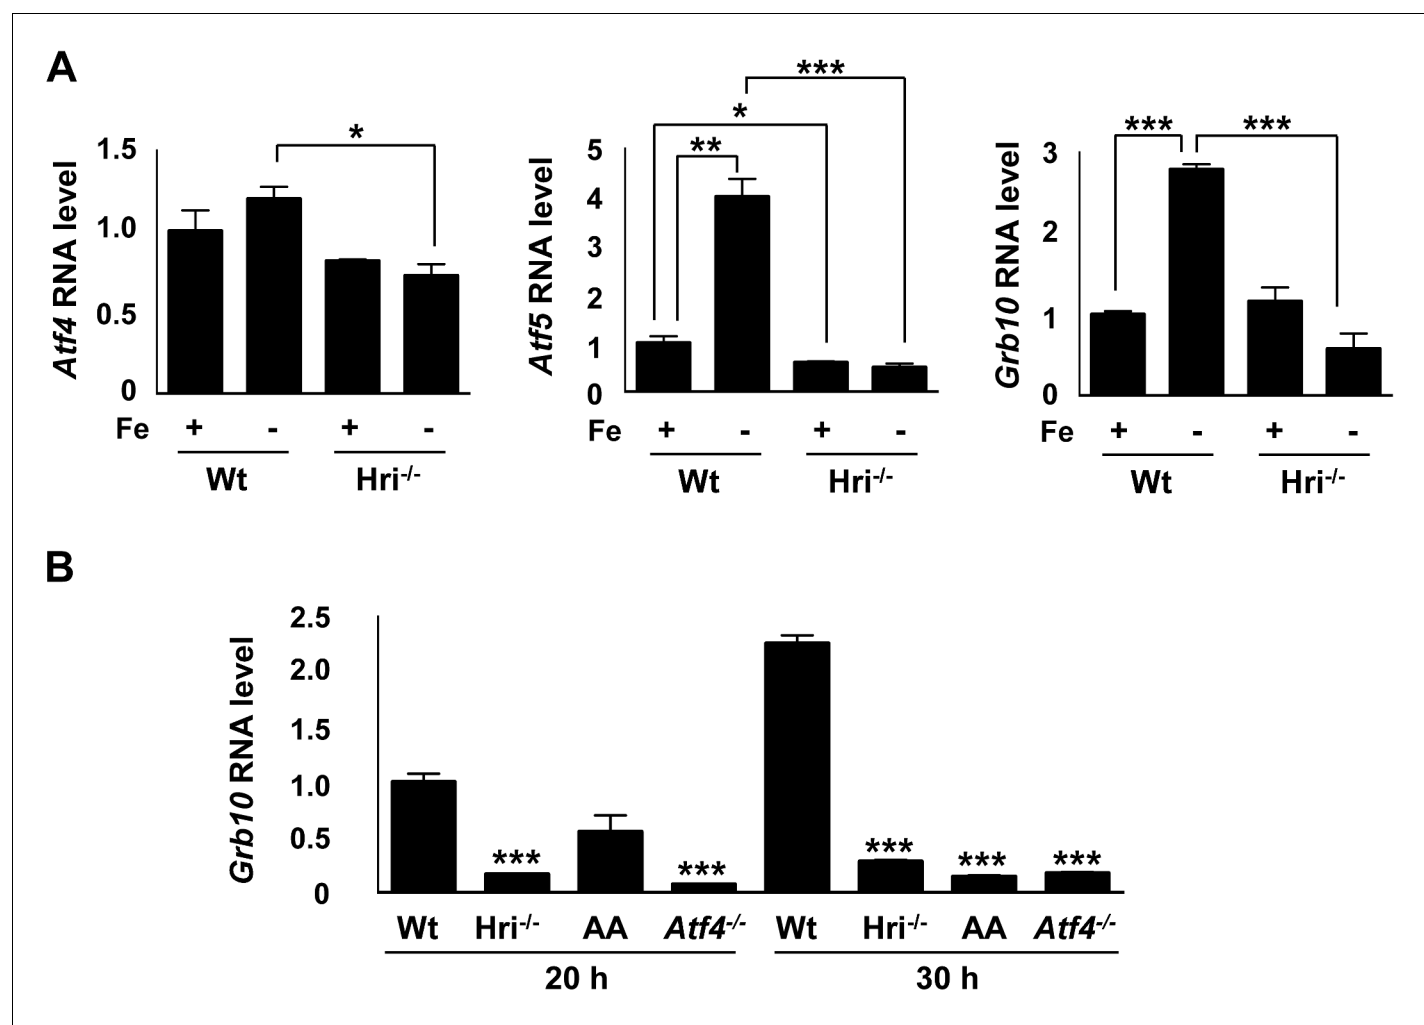 A
***
*
**
*
***
***
Atf4 RNA level
1.5
1.0
0.5
0
Fe + - + -
Wt Hri-/-
Atf5 RNA level
5
4
3
2
1
0
Fe + - + -
Wt Hri-/-
Grb10 RNA level
3
2
1
0
Fe + - + -
Wt Hri-/-
B
Grb10 RNA level
2.5
2.0
1.5
1.0
0.5
0
*** *** *** *** ***
Wt Hri-/- AA Atf4-/- Wt Hri-/- AA Atf4-/-
20 h 30 h